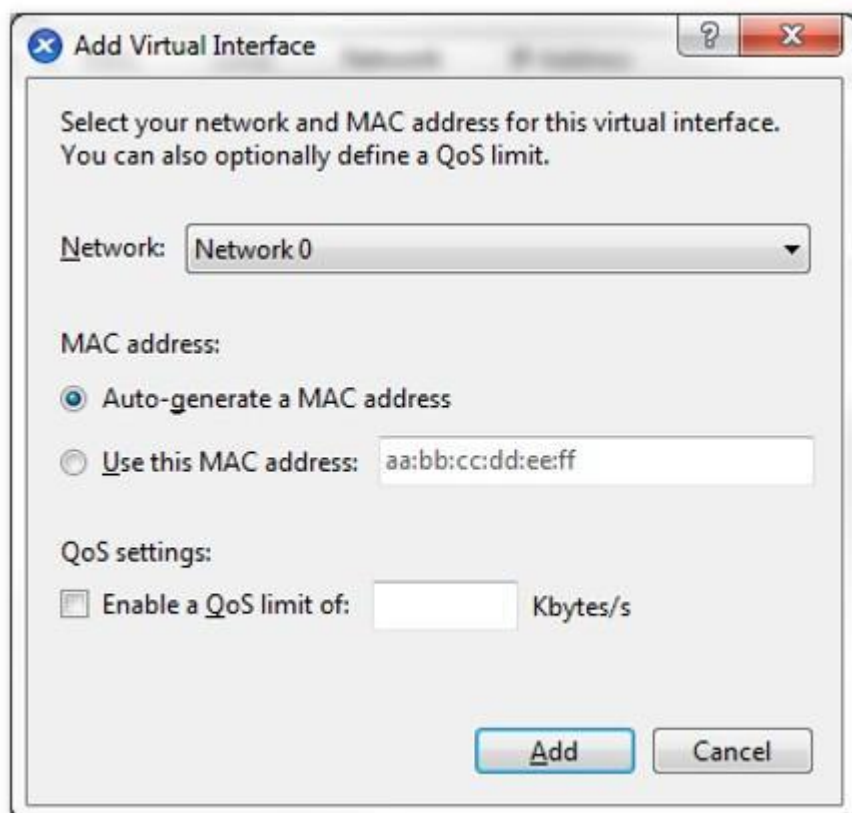 Add Virtual Interface
Select your network and MAC address for this virtual interface.
You can also optionally define a QoS limit.
Network: Network 0
MAC address:
Auto-generate a MAC address
Use this MAC address: aa:bb:cc:dd:ee:ff
QoS settings:
Enable a QoS limit of: Kbytes/s
Add Cancel